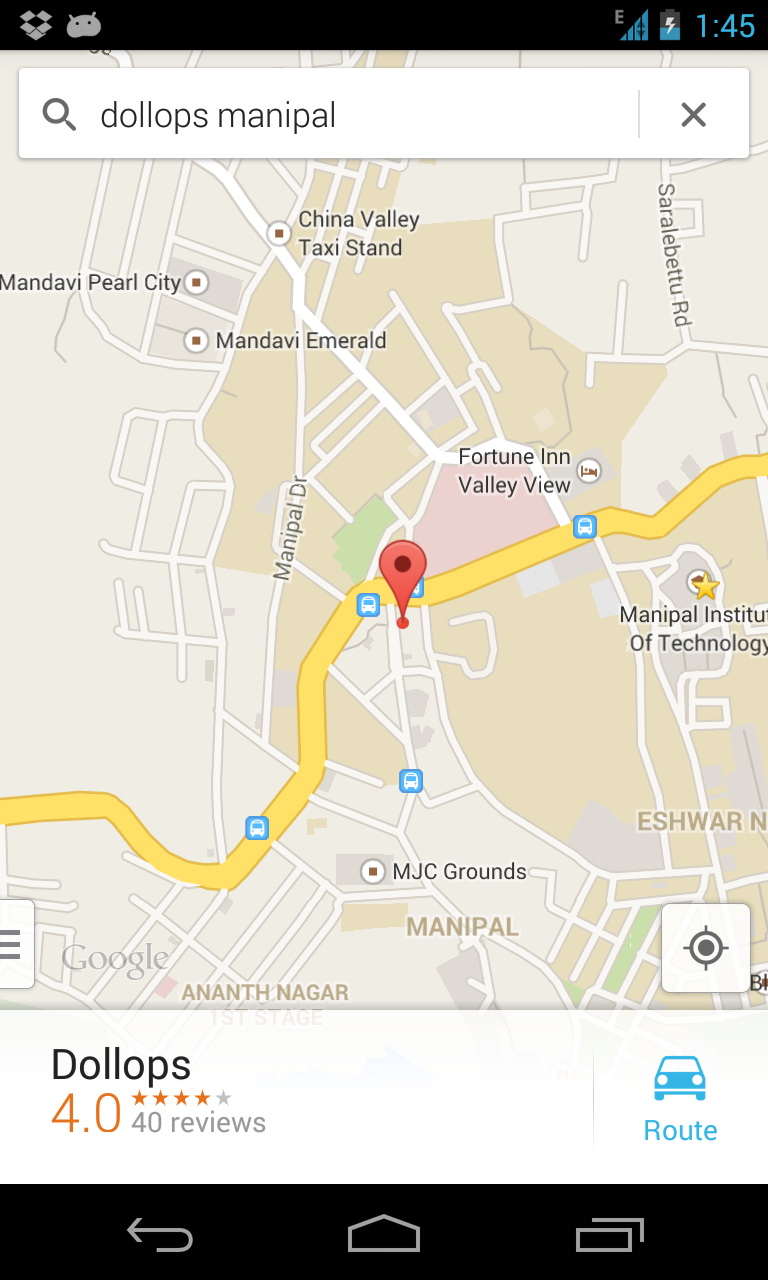 E
1:45
dollops manipal
China Valley
Taxi Stand
Saralebettu Rd
Mandavi Pearl City
Mandavi Emerald
Fortune Inn
Valley View
Manipal Dr
Manipal Institut
Of Technology
ESHWAR N
MJC Grounds
MANIPAL
Google
Bl
ANANTH NAGAR
1ST STAGE
Dollops
4.0
40 reviews
Route